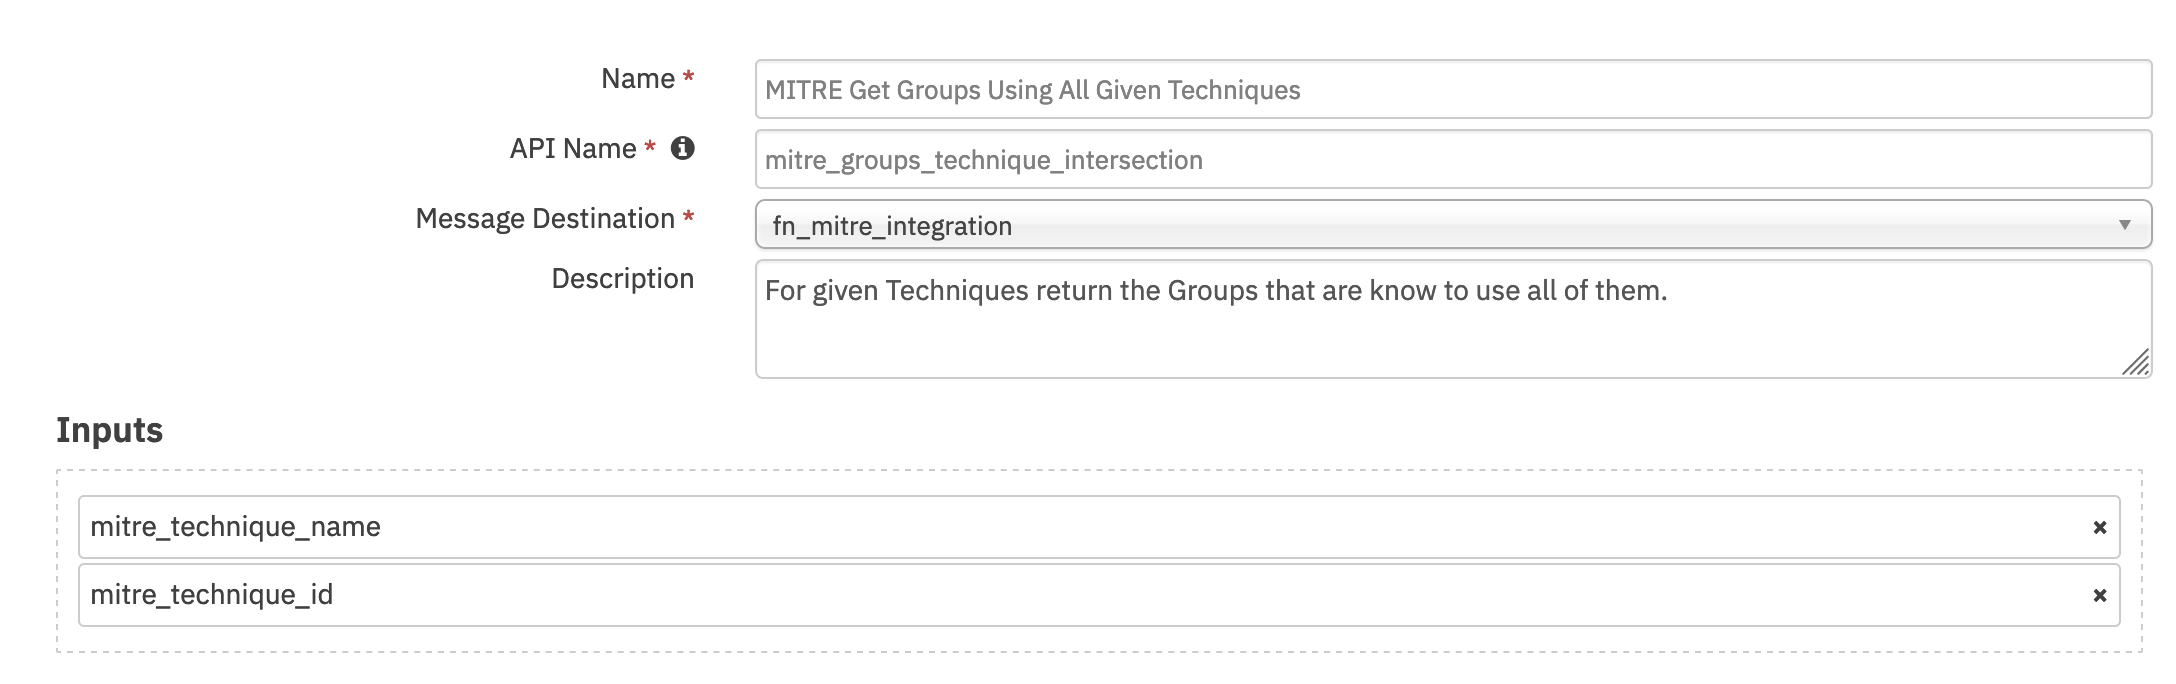 Name *
MITRE Get Groups Using All Given Techniques
API Name *
mitre_groups_technique_intersection
Message Destination *
fn_mitre_integration
Description
For given Techniques return the Groups that are know to use all of them.
Inputs
mitre_technique_name
mitre_technique_id